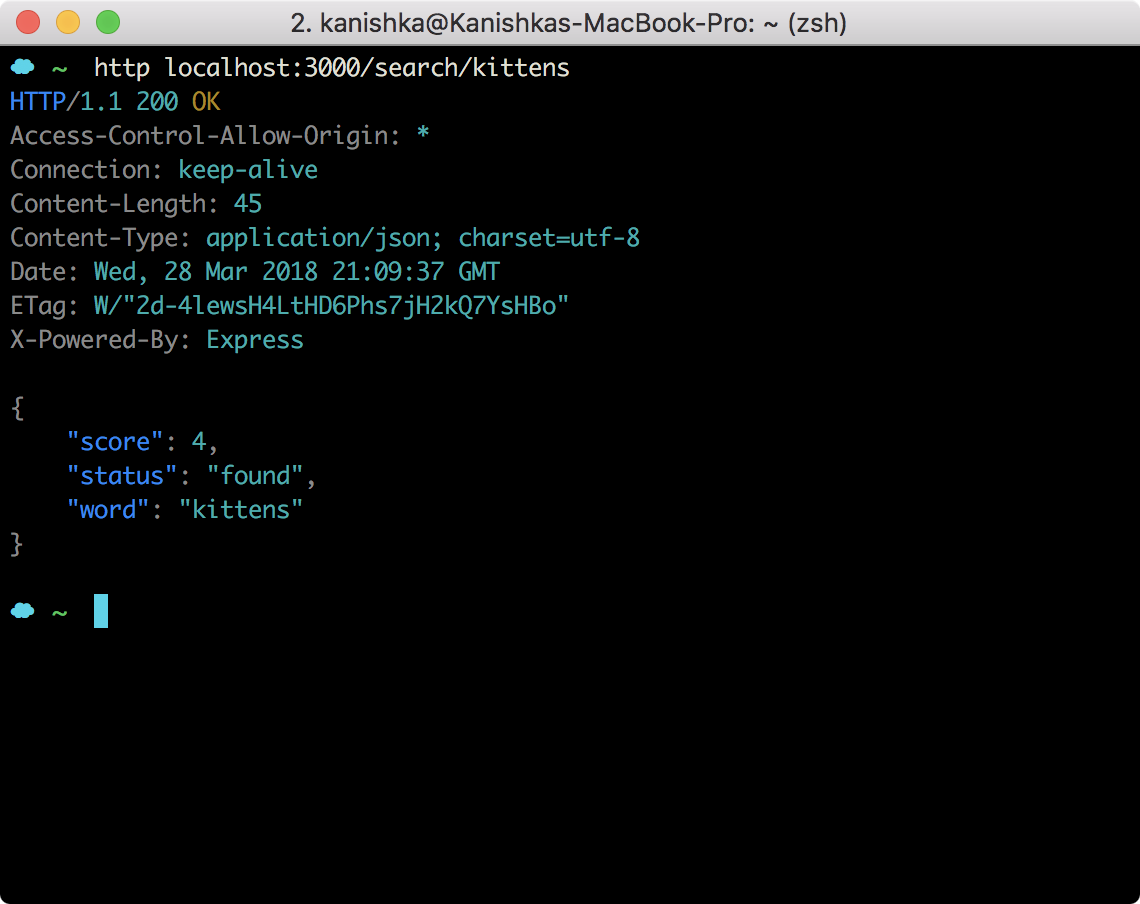 2. kanishka@Kanishkas-MacBook-Pro: ~ (zsh)
~ http localhost:3000/search/kittens
HTTP/1.1 200 OK
Access-Control-Allow-Origin: *
Connection: keep-alive
Content-Length: 45
Content-Type: application/json; charset=utf-8
Date: Wed, 28 Mar 2018 21:09:37 GMT
ETag: W/"2d-4lewsH4LtHD6Phs7jH2kQ7YsHBo"
X-Powered-By: Express
{
    "score": 4,
    "status": "found",
    "word": "kittens"
}
~